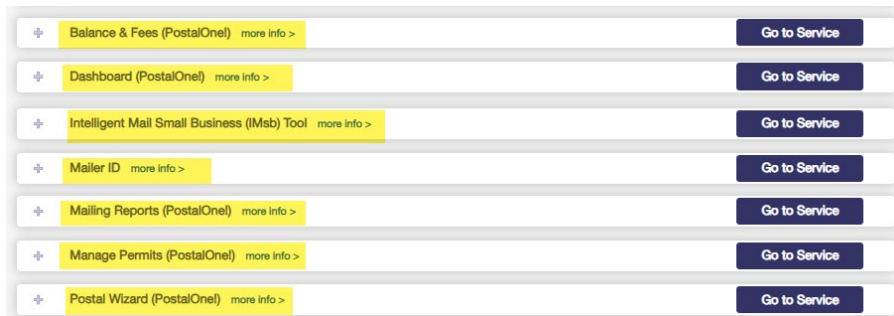 Balance & Fees (PostalOne!) more info > Go to Service
Dashboard (PostalOne!) more info > Go to Service
Intelligent Mail Small Business (IMsb) Tool more info > Go to Service
Mailer ID more info > Go to Service
Mailing Reports (PostalOne!) more info > Go to Service
Manage Permits (PostalOne!) more info > Go to Service
Postal Wizard (PostalOne!) more info > Go to Service